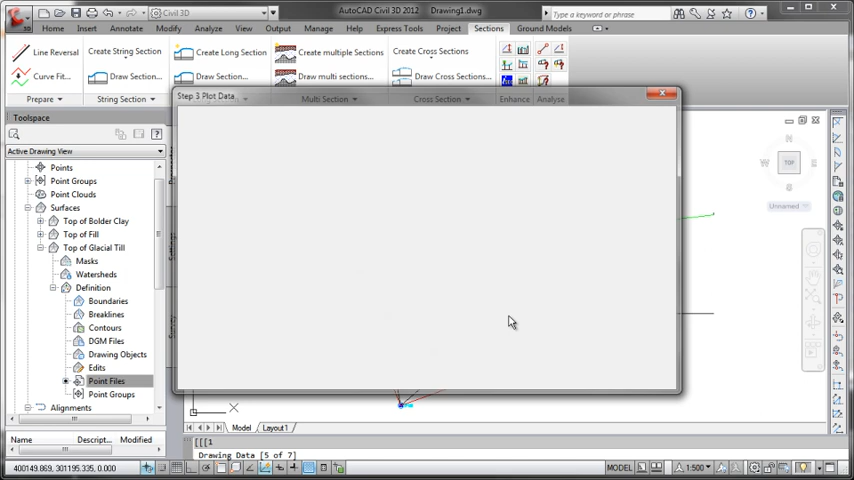 Civil 3D
AutoCAD Civil 3D 2012 Drawing1.dwg
Type a keyword or phrase
Home Insert Annotate Modify Analyze View Manage Output Express Tools Project Sections Ground Models
Line Reversal Create String Section Create Long Section Create multiple Sections Create Cross Sections
Curve Fit... Draw Section... Draw Section... Draw multi sections... Draw Cross Sections...
Prepare String Section Multi Section Cross Section Enhance Analyse
Step 3 Plot Data
Toolspace
Active Drawing View
Points
Point Groups
Point Clouds
Surfaces
Top of Bolder Clay
Top of Fill
Top of Glacial Till
Masks
Watersheds
Definition
Boundaries
Breaklines
Contours
DGM Files
Drawing Objects
Edits
Point Files
Point Groups
Alignments
Name Descript... Modified
N
W TOP
S
Unnamed
Model Layout1
[[[1
Drawing Data [5 of 7]
400149.869, 301195.335, 0.000
MODEL 1:500